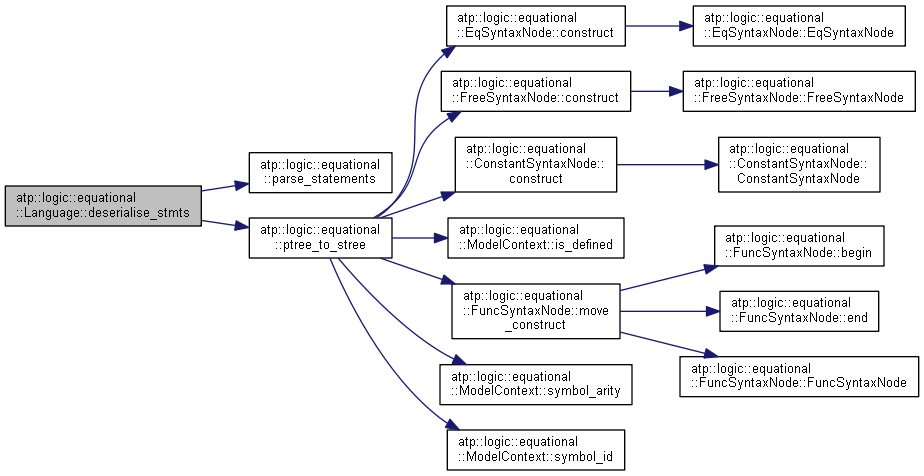 atp::logic::equational
::Language::deserialise_stmts
atp::logic::equational
::parse_statements
atp::logic::equational
::ptree_to_stree
atp::logic::equational
::EqSyntaxNode::construct
atp::logic::equational
::EqSyntaxNode::EqSyntaxNode
atp::logic::equational
::FreeSyntaxNode::construct
atp::logic::equational
::FreeSyntaxNode::FreeSyntaxNode
atp::logic::equational
::ConstantSyntaxNode::
construct
atp::logic::equational
::ConstantSyntaxNode::
ConstantSyntaxNode
atp::logic::equational
::ModelContext::is_defined
atp::logic::equational
::FuncSyntaxNode::move
_construct
atp::logic::equational
::FuncSyntaxNode::begin
atp::logic::equational
::FuncSyntaxNode::end
atp::logic::equational
::FuncSyntaxNode::FuncSyntaxNode
atp::logic::equational
::ModelContext::symbol_arity
atp::logic::equational
::ModelContext::symbol_id